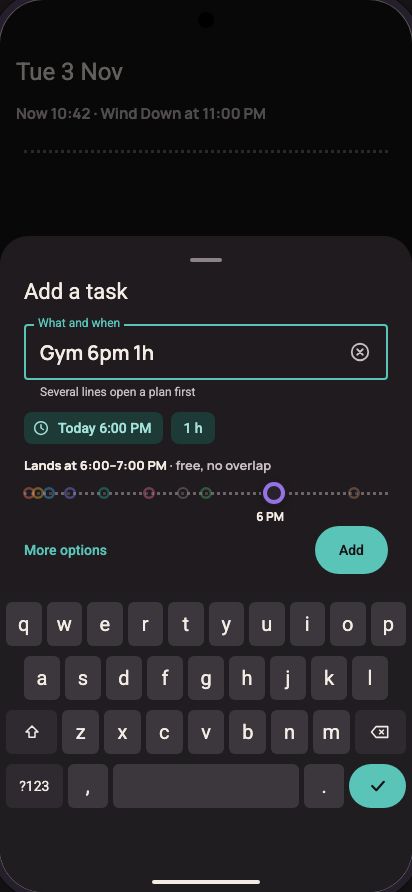 Tue 3 Nov
Now 10:42 · Wind Down at 11:00 PM
Add a task
What and when
Gym 6pm 1h
Several lines open a plan first
Today 6:00 PM
1 h
Lands at 6:00–7:00 PM · free, no overlap
6 PM
More options
Add
q w e r t y u i o p
a s d f g h j k l
z x c v b n m
?123 , .